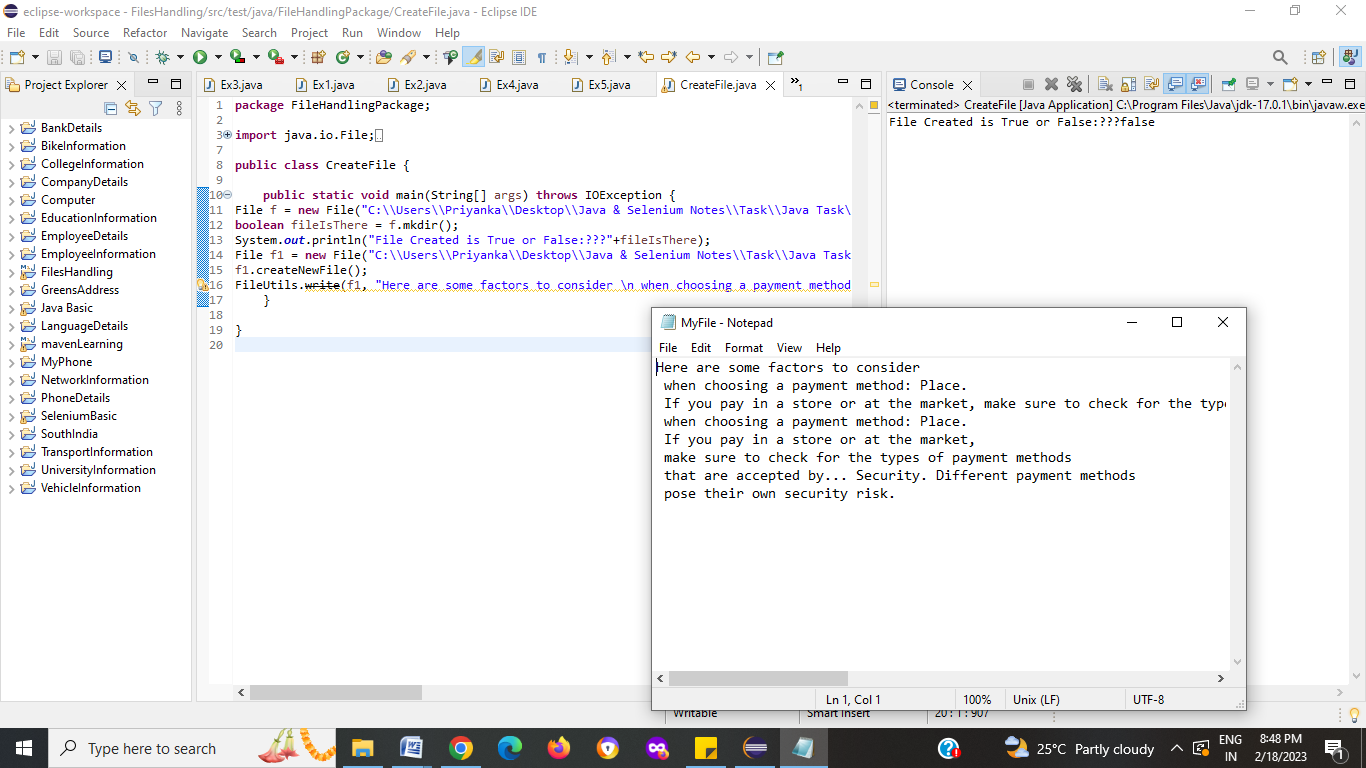 eclipse-workspace - FilesHandling/src/test/java/FileHandlingPackage/CreateFile.java - Eclipse IDE
File Edit Source Refactor Navigate Search Project Run Window Help
Project Explorer
BankDetails
BikeInformation
CollegeInformation
CompanyDetails
Computer
EducationInformation
EmployeeDetails
EmployeeInformation
FilesHandling
GreensAddress
Java Basic
LanguageDetails
mavenLearning
MyPhone
NetworkInformation
PhoneDetails
SeleniumBasic
SouthIndia
TransportInformation
UniversityInformation
VehicleInformation
Ex3.java Ex1.java Ex2.java Ex4.java Ex5.java CreateFile.java »1
1 package FileHandlingPackage;
2
3 import java.io.File;
7
8 public class CreateFile {
9
10 public static void main(String[] args) throws IOException {
11 File f = new File("C:\\Users\\Priyanka\\Desktop\\Java & Selenium Notes\\Task\\Java Task\
12 boolean fileIsThere = f.mkdir();
13 System.out.println("File Created is True or False:???"+fileIsThere);
14 File f1 = new File("C:\\Users\\Priyanka\\Desktop\\Java & Selenium Notes\\Task\\Java Task
15 f1.createNewFile();
16 FileUtils.write(f1, "Here are some factors to consider \n when choosing a payment method
17 }
18
19 }
20
Console
<terminated> CreateFile [Java Application] C:\Program Files\Java\jdk-17.0.1\bin\javaw.exe
File Created is True or False:???false
MyFile - Notepad
File Edit Format View Help
Here are some factors to consider
when choosing a payment method: Place.
If you pay in a store or at the market, make sure to check for the type
when choosing a payment method: Place.
If you pay in a store or at the market,
make sure to check for the types of payment methods
that are accepted by... Security. Different payment methods
pose their own security risk.
Ln 1, Col 1 100% Unix (LF) UTF-8
Writable Smart Insert 20 : 1 : 907
Type here to search
25°C Partly cloudy
ENG
IN
8:48 PM
2/18/2023
1